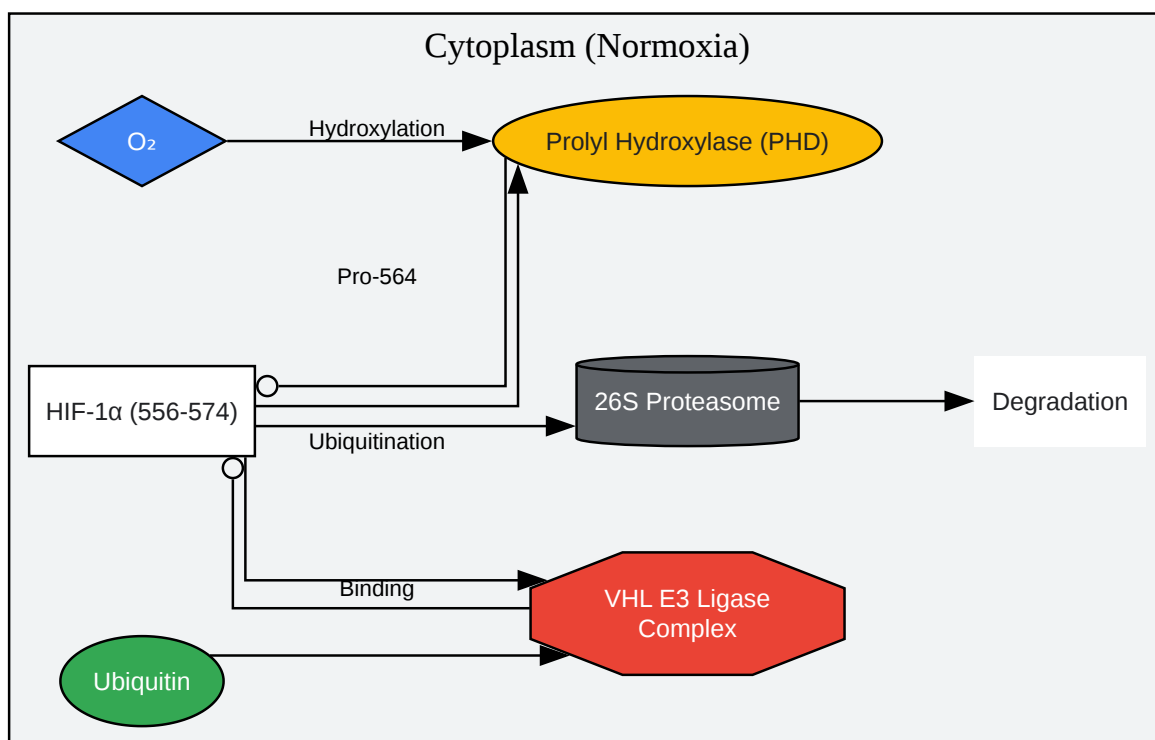 Cytoplasm (Normoxia)
O₂
Hydroxylation
Prolyl Hydroxylase (PHD)
Pro-564
HIF-1α (556-574)
Ubiquitination
26S Proteasome
Degradation
Binding
VHL E3 Ligase
Complex
Ubiquitin